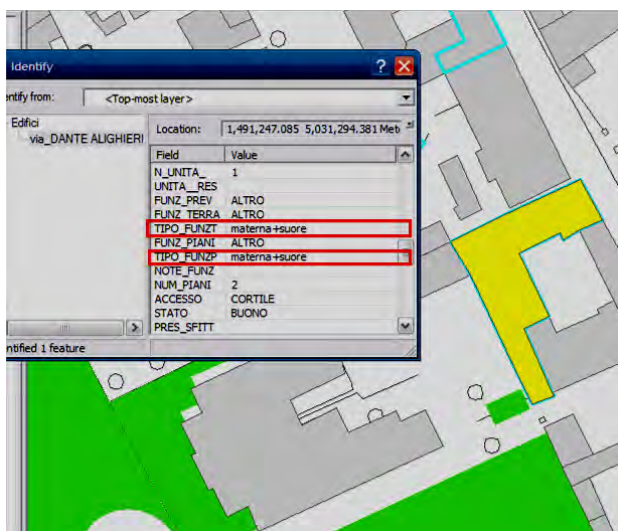 Identify
entify from: <Top-most layer>
Edifici
via_DANTE ALIGHIERI
Location: 1,491,247.085 5,031,294.381 Met
Field Value
N_UNITA_ 1
UNITA__RES
FUNZ_PREV ALTRO
FUNZ_TERRA ALTRO
TIPO_FUNZT materna+suore
FUNZ_PIANI ALTRO
TIPO_FUNZP materna+suore
NOTE_FUNZ
NUM_PIANI 2
ACCESSO CORTILE
STATO BUONO
PRES_SFITT
ntified 1 feature